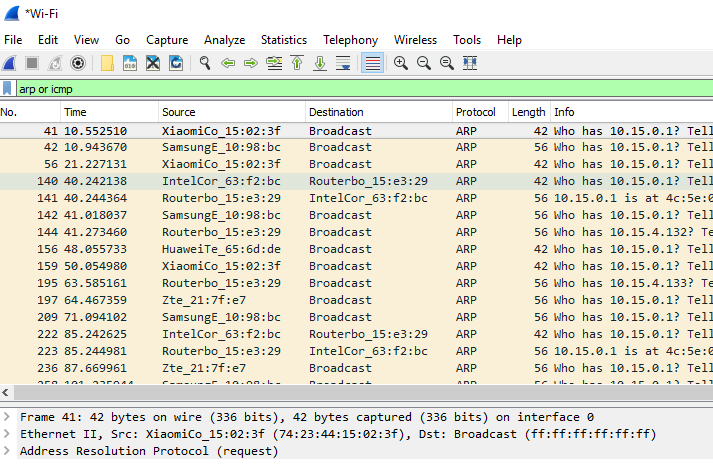 *Wi-Fi
File Edit View Go Capture Analyze Statistics Telephony Wireless Tools Help
arp or icmp
No. Time Source Destination Protocol Length Info
41 10.552510 XiaomiCo_15:02:3f Broadcast ARP 42 Who has 10.15.0.1? Tell
42 10.943670 SamsungE_10:98:bc Broadcast ARP 56 Who has 10.15.0.1? Tell
56 21.227131 XiaomiCo_15:02:3f Broadcast ARP 42 Who has 10.15.0.1? Tell
140 40.242138 IntelCor_63:f2:bc Routerbo_15:e3:29 ARP 42 Who has 10.15.0.1? Tell
141 40.244364 Routerbo_15:e3:29 IntelCor_63:f2:bc ARP 56 10.15.0.1 is at 4c:5e:0
142 41.018037 SamsungE_10:98:bc Broadcast ARP 56 Who has 10.15.0.1? Tell
144 41.273460 Routerbo_15:e3:29 Broadcast ARP 56 Who has 10.15.4.132? Te
156 48.055733 HuaweiTe_65:6d:de Broadcast ARP 42 Who has 10.15.0.1? Tell
159 50.054980 XiaomiCo_15:02:3f Broadcast ARP 42 Who has 10.15.0.1? Tell
195 63.585161 Routerbo_15:e3:29 Broadcast ARP 56 Who has 10.15.4.133? Te
197 64.467359 Zte_21:7f:e7 Broadcast ARP 56 Who has 10.15.0.1? Tell
209 71.094102 SamsungE_10:98:bc Broadcast ARP 56 Who has 10.15.0.1? Tell
222 85.242625 IntelCor_63:f2:bc Routerbo_15:e3:29 ARP 42 Who has 10.15.0.1? Tell
223 85.244981 Routerbo_15:e3:29 IntelCor_63:f2:bc ARP 56 10.15.0.1 is at 4c:5e:0
236 87.669961 Zte_21:7f:e7 Broadcast ARP 56 Who has 10.15.0.1? Tell
Frame 41: 42 bytes on wire (336 bits), 42 bytes captured (336 bits) on interface 0
Ethernet II, Src: XiaomiCo_15:02:3f (74:23:44:15:02:3f), Dst: Broadcast (ff:ff:ff:ff:ff:ff)
Address Resolution Protocol (request)